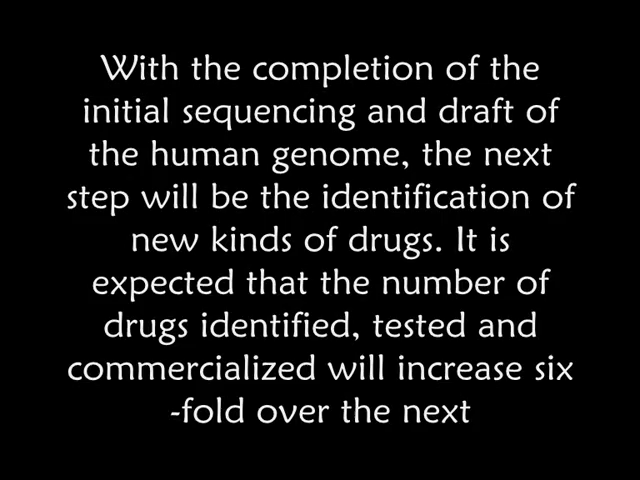 With the completion of the
initial sequencing and draft of
the human genome, the next
step will be the identification of
new kinds of drugs. It is
expected that the number of
drugs identified, tested and
commercialized will increase six
-fold over the next